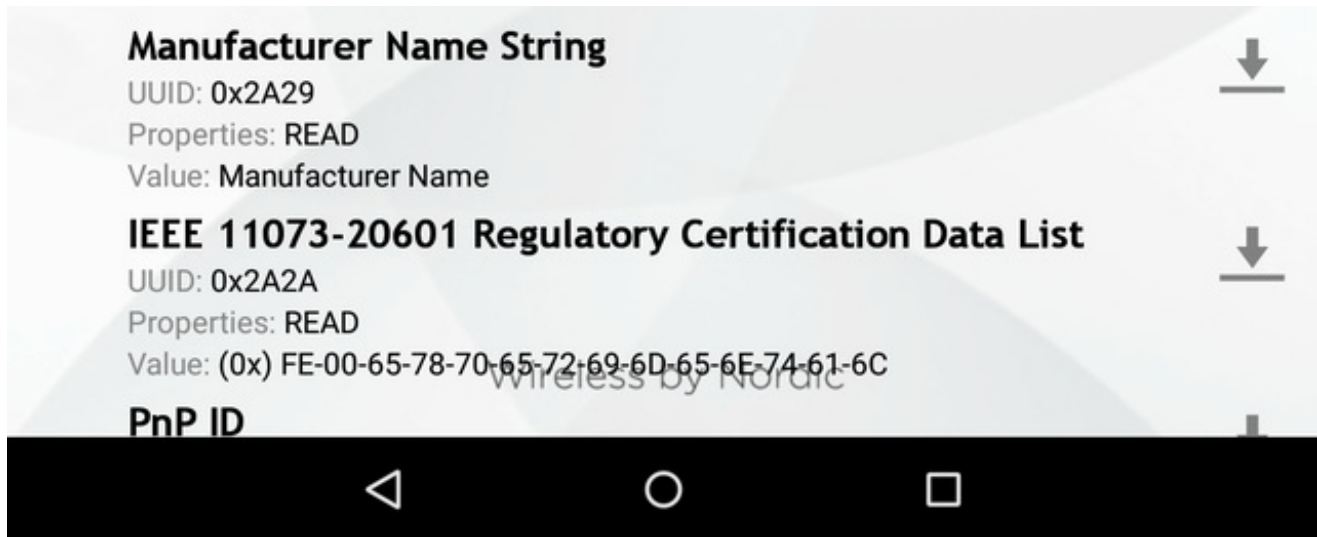 Manufacturer Name String
UUID: 0x2A29
Properties: READ
Value: Manufacturer Name
IEEE 11073-20601 Regulatory Certification Data List
UUID: 0x2A2A
Properties: READ
Value: (0x) FE-00-65-78-70-65-72-69-6D-65-6E-74-61-6C
Wireless by Nordic
PnP ID